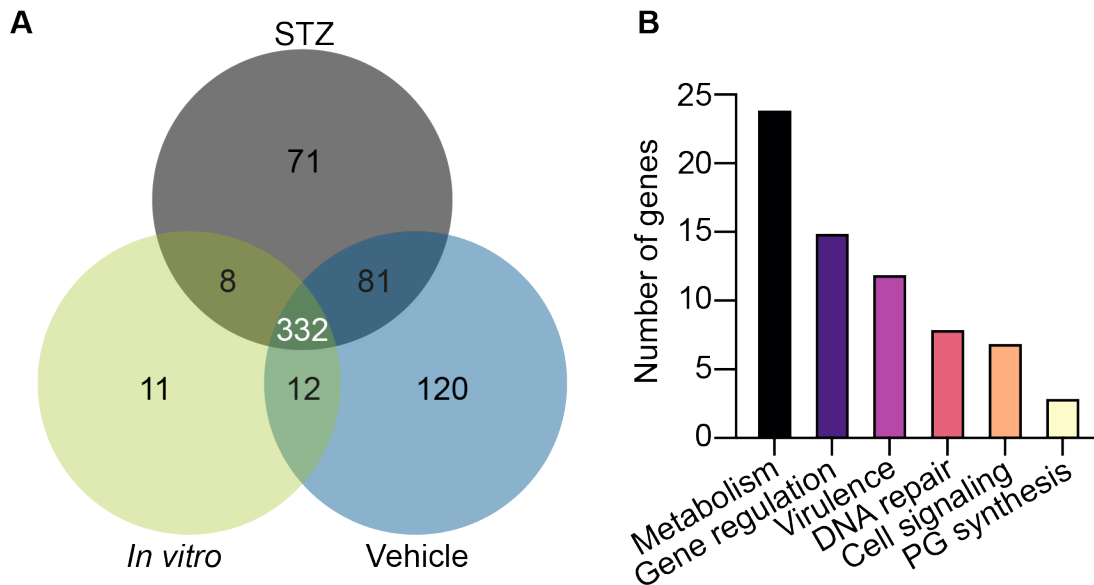 A
STZ
71
8
81
332
11
12
120
In vitro
Vehicle
B
Number of genes
25
20
15
10
5
0
Metabolism
Gene regulation
Virulence
DNA repair
Cell signaling
PG synthesis